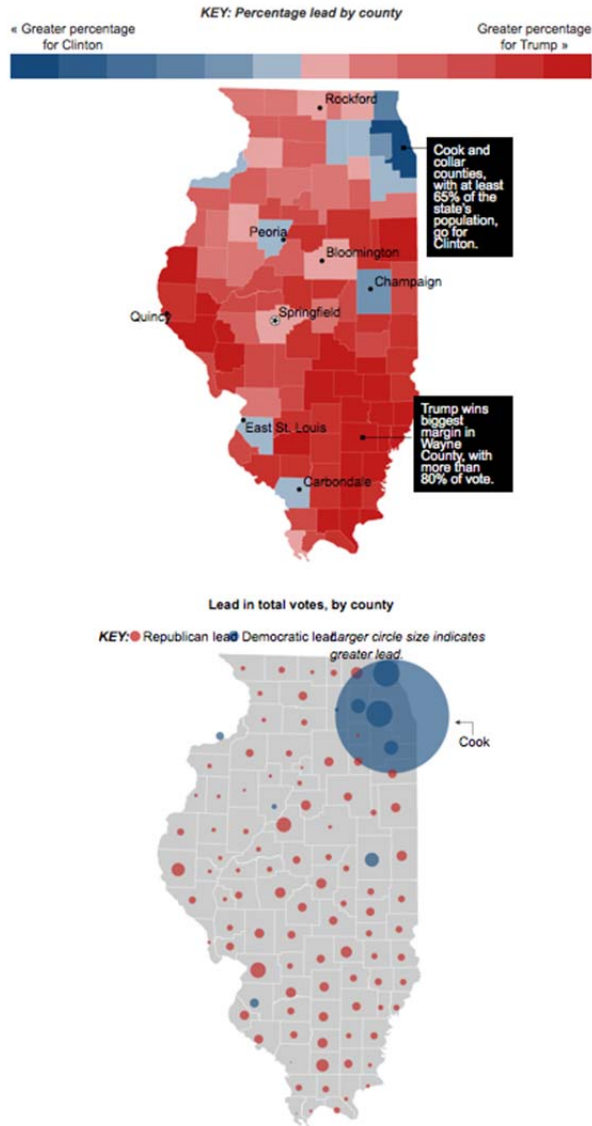 KEY: Percentage lead by county
« Greater percentage
for Clinton
Greater percentage
for Trump »
Rockford
Cook and
collar
counties,
with at least
65% of the
state's
population,
go for
Clinton.
Peoria
Bloomington
Champaign
Quincy
Springfield
Trump wins
biggest
margin in
Wayne
County, with
more than
80% of vote.
East St. Louis
Carbondale
Lead in total votes, by county
KEY: Republican lead Democratic lead Larger circle size indicates
greater lead.
Cook